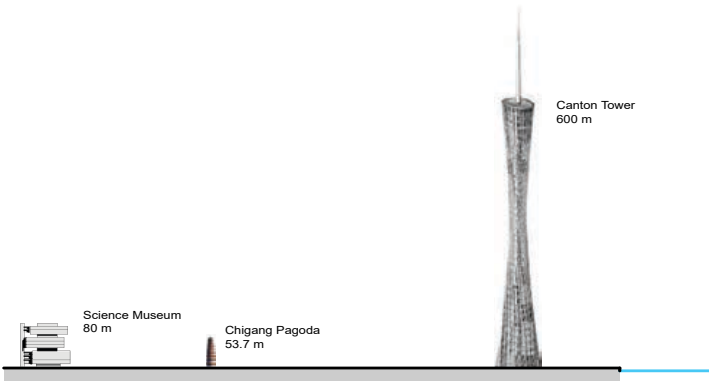 Science Museum
80 m
Chigang Pagoda
53.7 m
Canton Tower
600 m